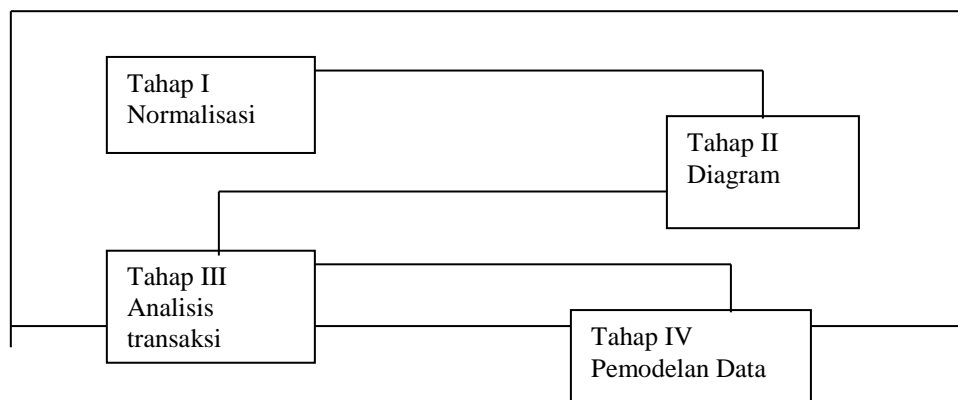 Tahap I
Normalisasi
Tahap II
Diagram
Tahap III
Analisis
transaksi
Tahap IV
Pemodelan Data